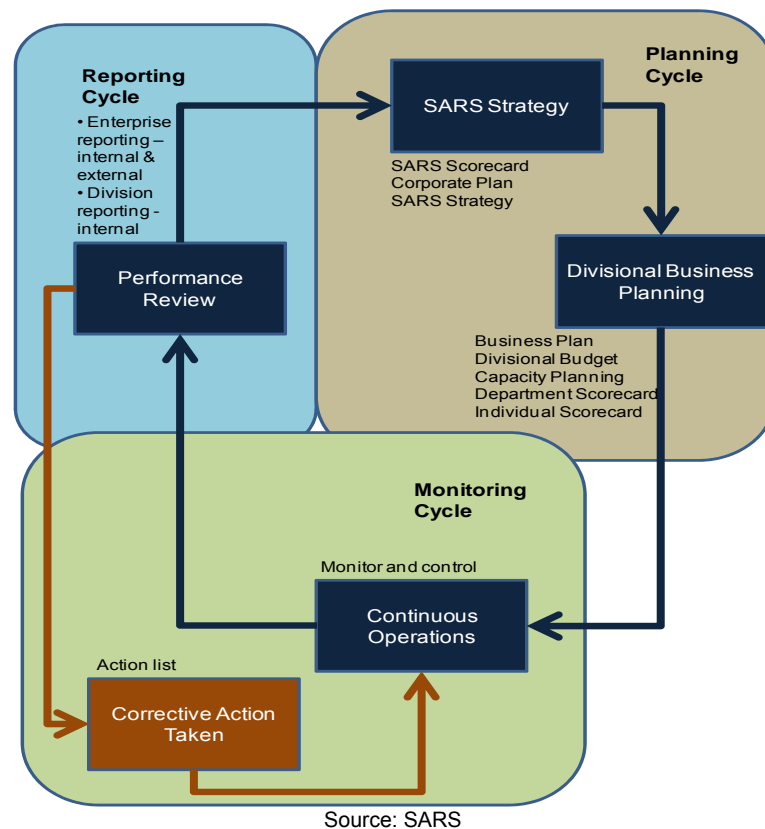 Reporting
Cycle
• Enterprise
reporting –
internal &
external
• Division
reporting -
internal
Performance
Review
Planning
Cycle
SARS Strategy
SARS Scorecard
Corporate Plan
SARS Strategy
Divisional Business
Planning
Business Plan
Divisional Budget
Capacity Planning
Department Scorecard
Individual Scorecard
Monitoring
Cycle
Monitor and control
Continuous
Operations
Action list
Corrective Action
Taken
Source: SARS